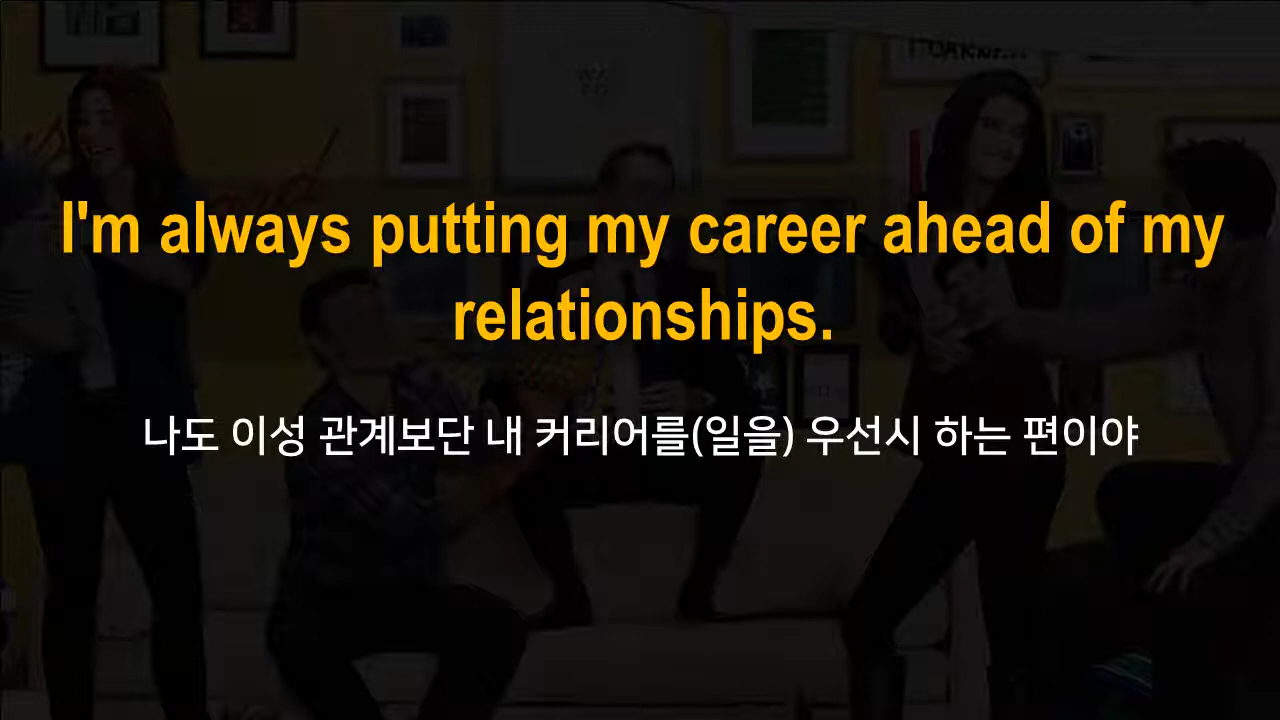 I'm always putting my career ahead of my
relationships.
나도 이성 관계보단 내 커리어를(일을) 우선시 하는 편이야